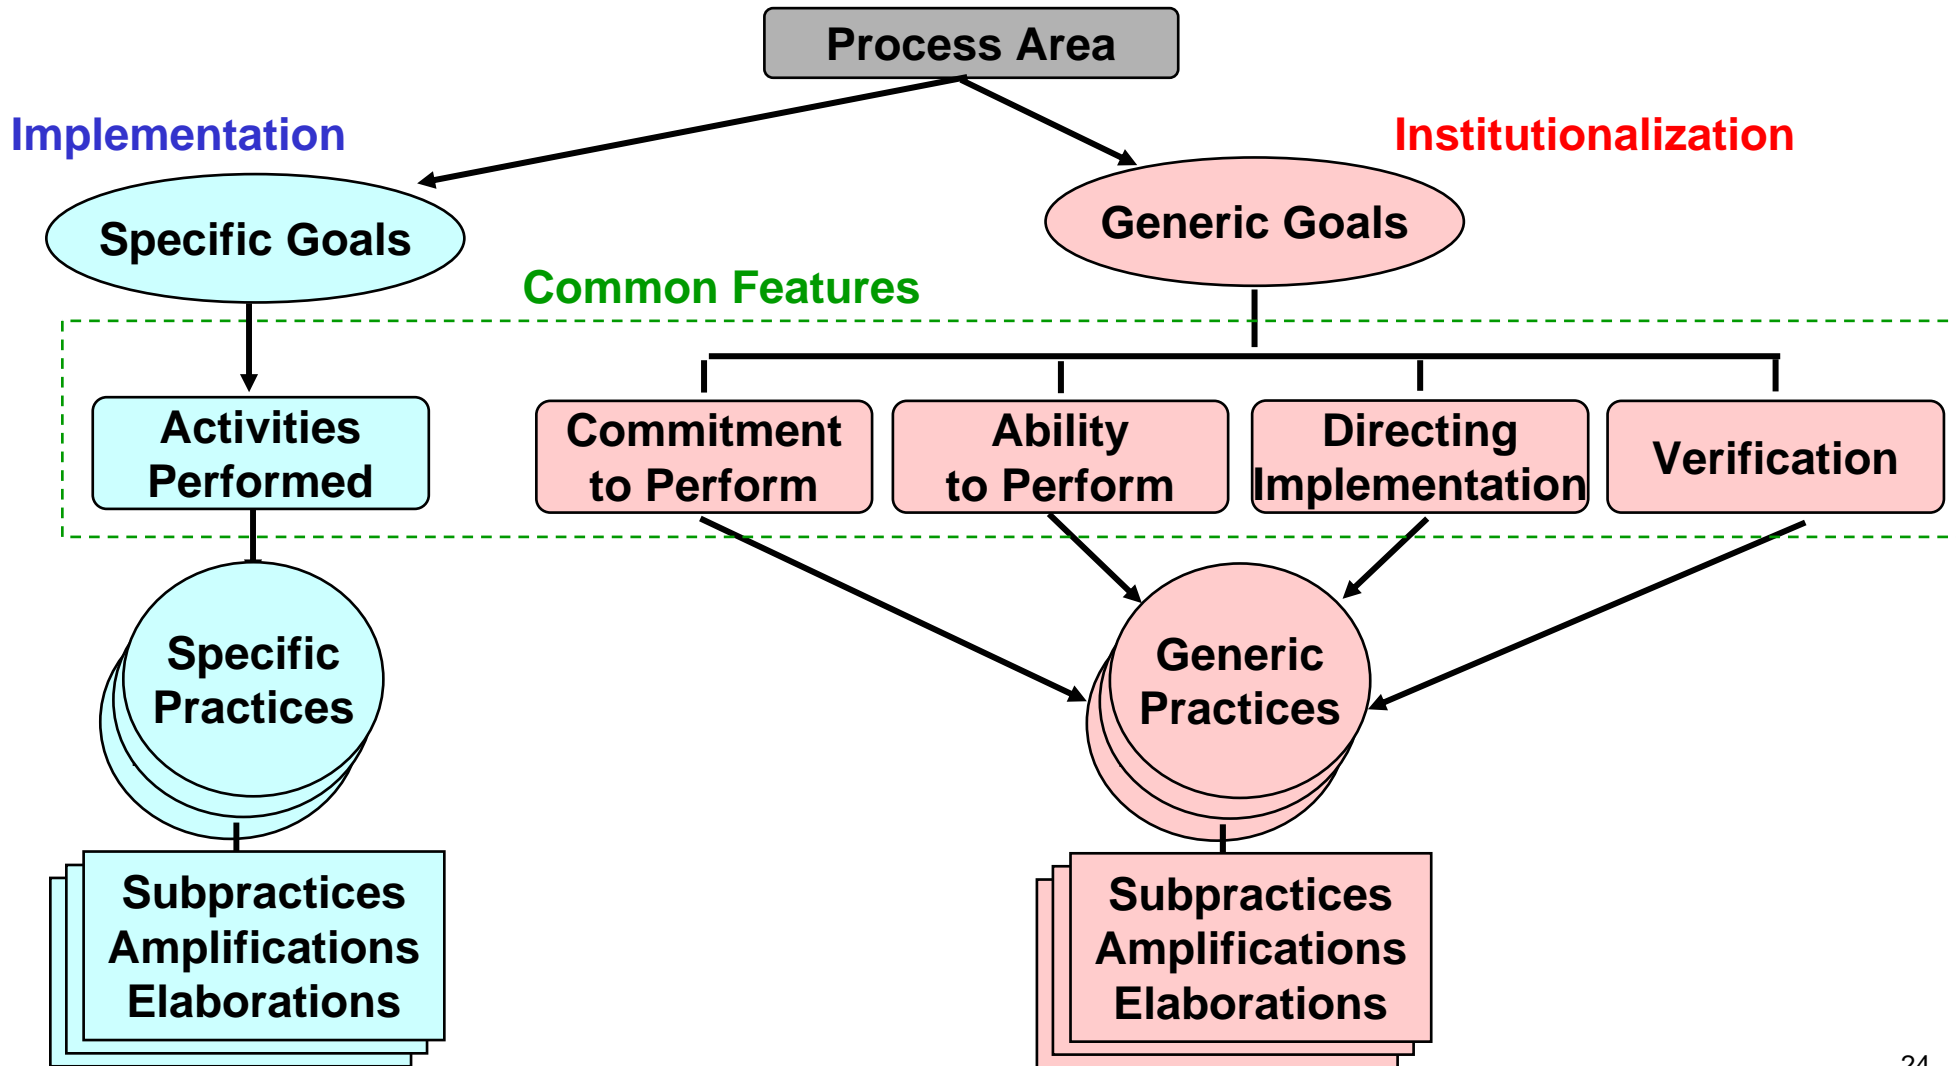 Process Area
Implementation
Institutionalization
Specific Goals
Generic Goals
Common Features
Activities
Performed
Commitment
to Perform
Ability
to Perform
Directing
Implementation
Verification
Specific
Practices
Generic
Practices
Subpractices
Amplifications
Elaborations
Subpractices
Amplifications
Elaborations
24